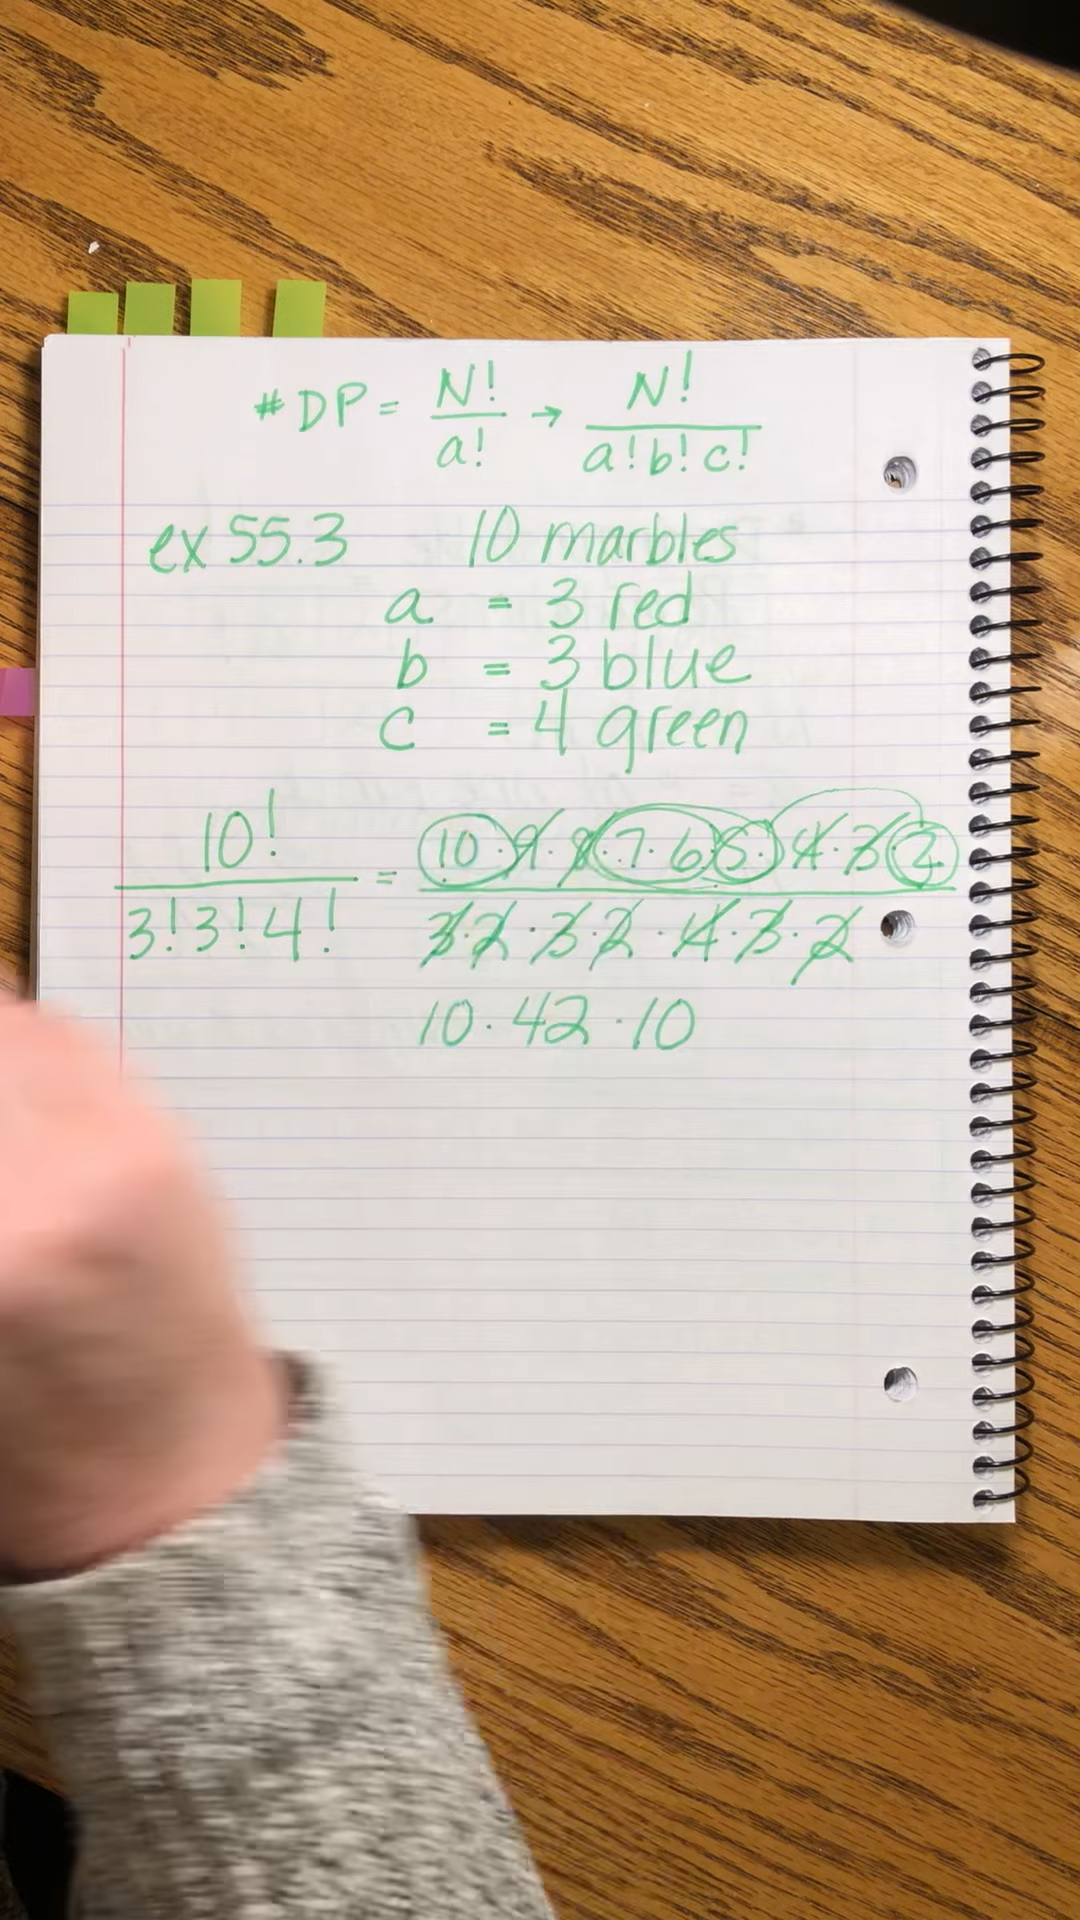 #DP = N!/a! → N!/a!b!c!
ex 55.3 10 marbles
a = 3 red
b = 3 blue
c = 4 green
10!/3!3!4! = 10·9·8·7·6·5·4·3·2/3·2·3·2·4·3·2
10·42·10